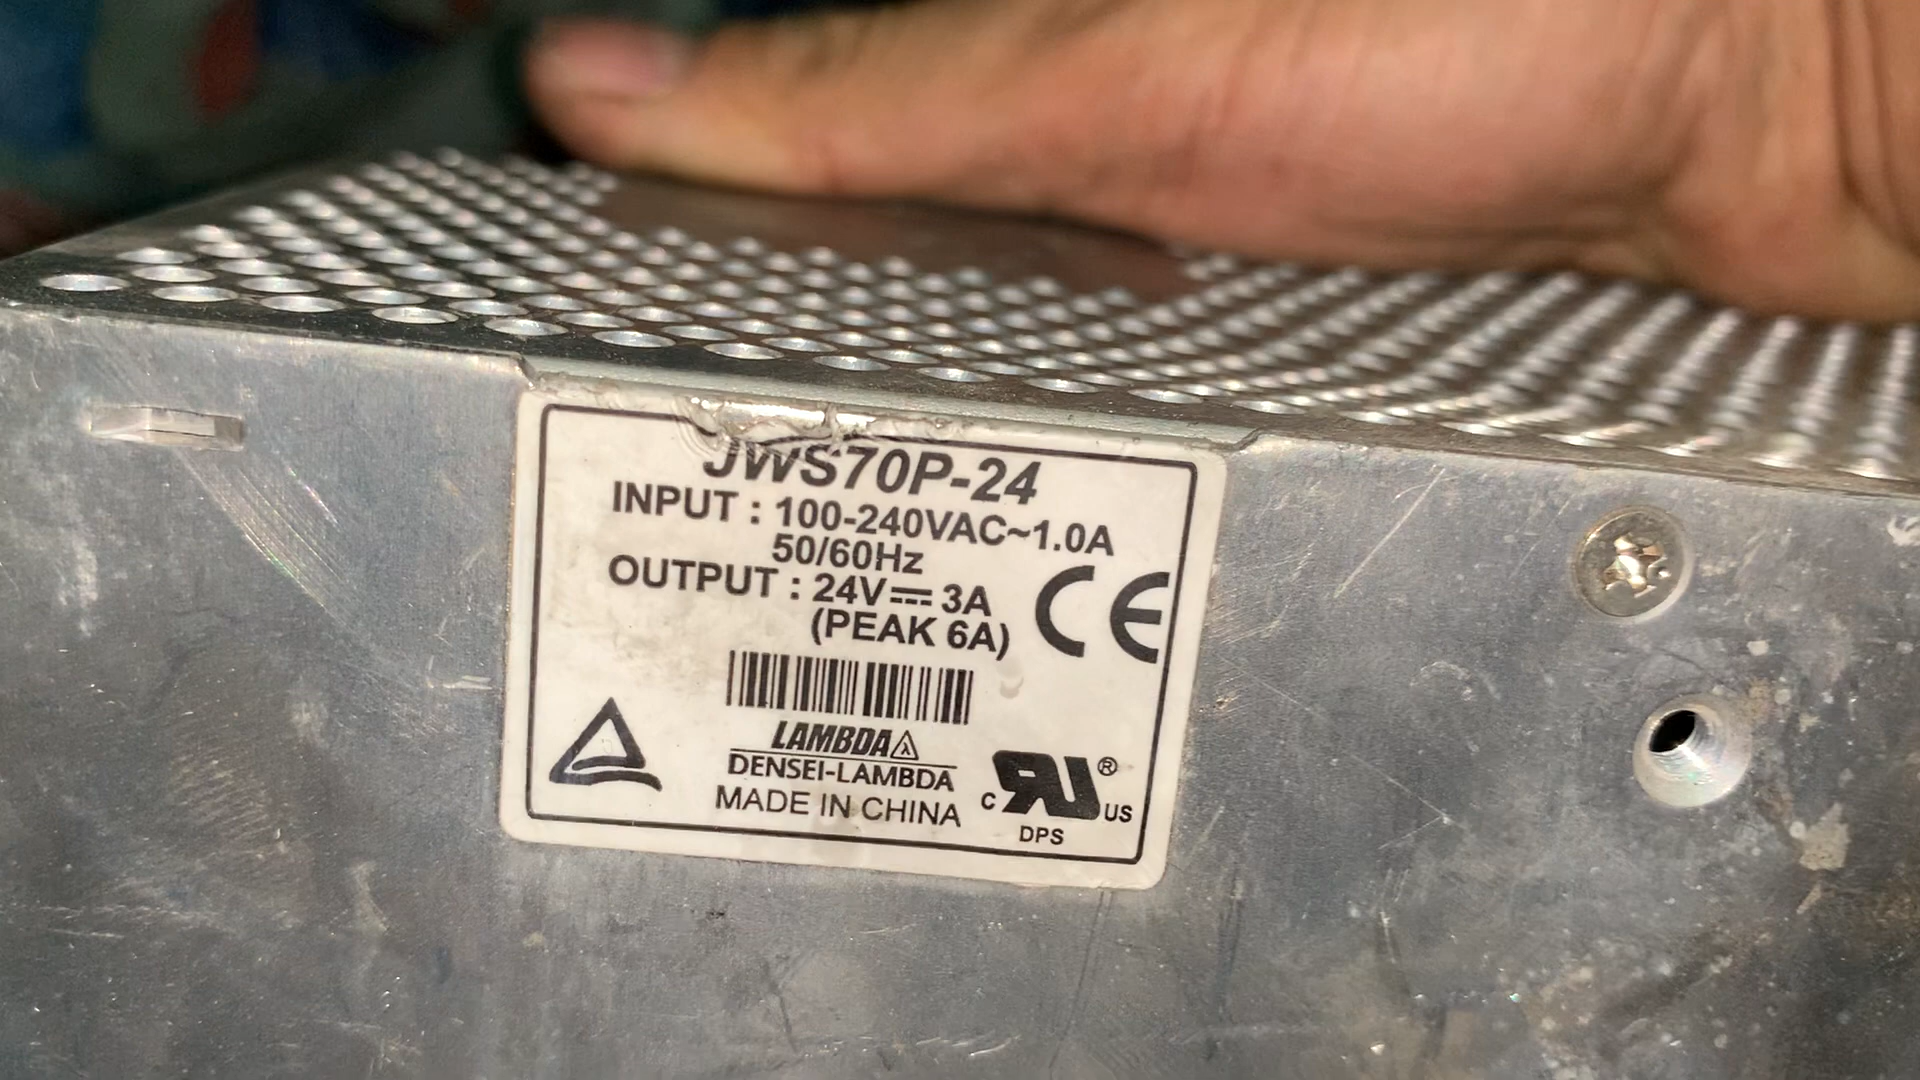 JWS70P-24
INPUT : 100-240VAC~1.0A
50/60Hz
OUTPUT : 24V⎓3A
(PEAK 6A)
CE
LAMBDA
DENSEI-LAMBDA
MADE IN CHINA
c RU ® US
DPS